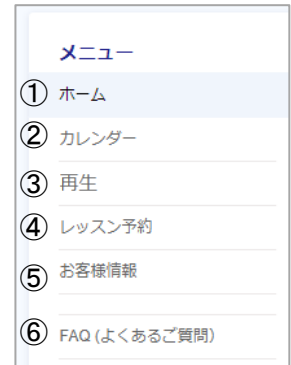 メニュー
① ホーム
② カレンダー
③ 再生
④ レッスン予約
⑤ お客様情報
⑥ FAQ (よくあるご質問)